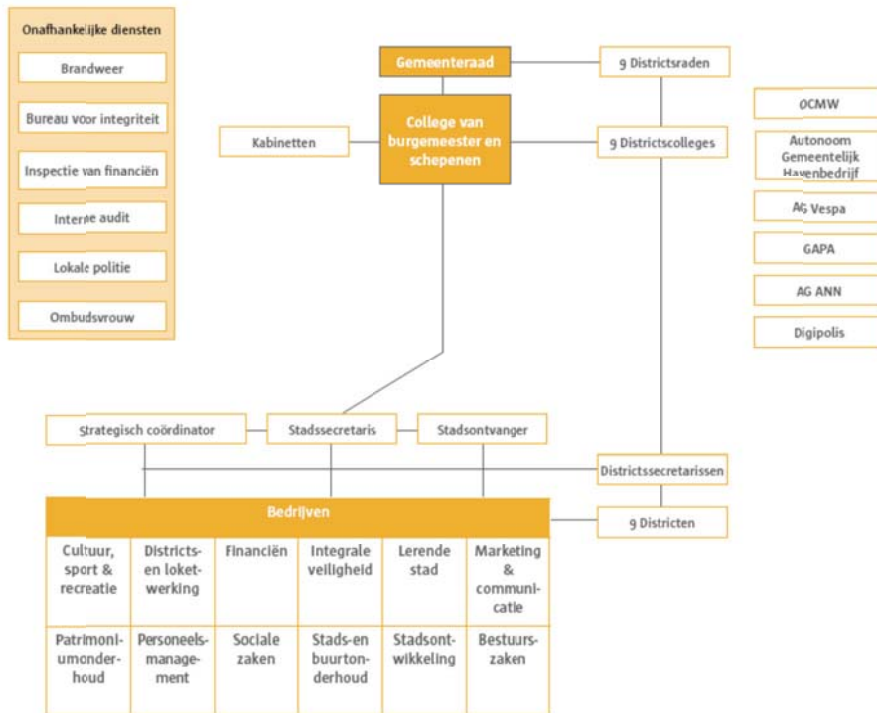 Onafhankelijke diensten
Brandweer
Bureau voor integriteit
Inspectie van financiën
Interne audit
Lokale politie
Ombudsvrouw
Gemeenteraad
9 Districtsraden
Kabinetten
College van
burgemeester en
schepenen
9 Districtscolleges
OCMW
Autonoom
Gemeentelijk
Havenbedrijf
AG Vespa
GAPA
AG ANN
Digipolis
Strategisch coördinator
Stadssecretaris
Stadsontvanger
Districtssecretarissen
9 Districten
Bedrijven
Cultuur,
sport &
recreatie
Districts-
en loket-
werking
Financiën
Integrale
veiligheid
Lerende
stad
Marketing
&
communi-
catie
Patrimoni-
umonder-
houd
Personeels-
manage-
ment
Sociale
zaken
Stads-en
buurton-
derhoud
Stadsont-
wikkeling
Bestuurs-
zaken